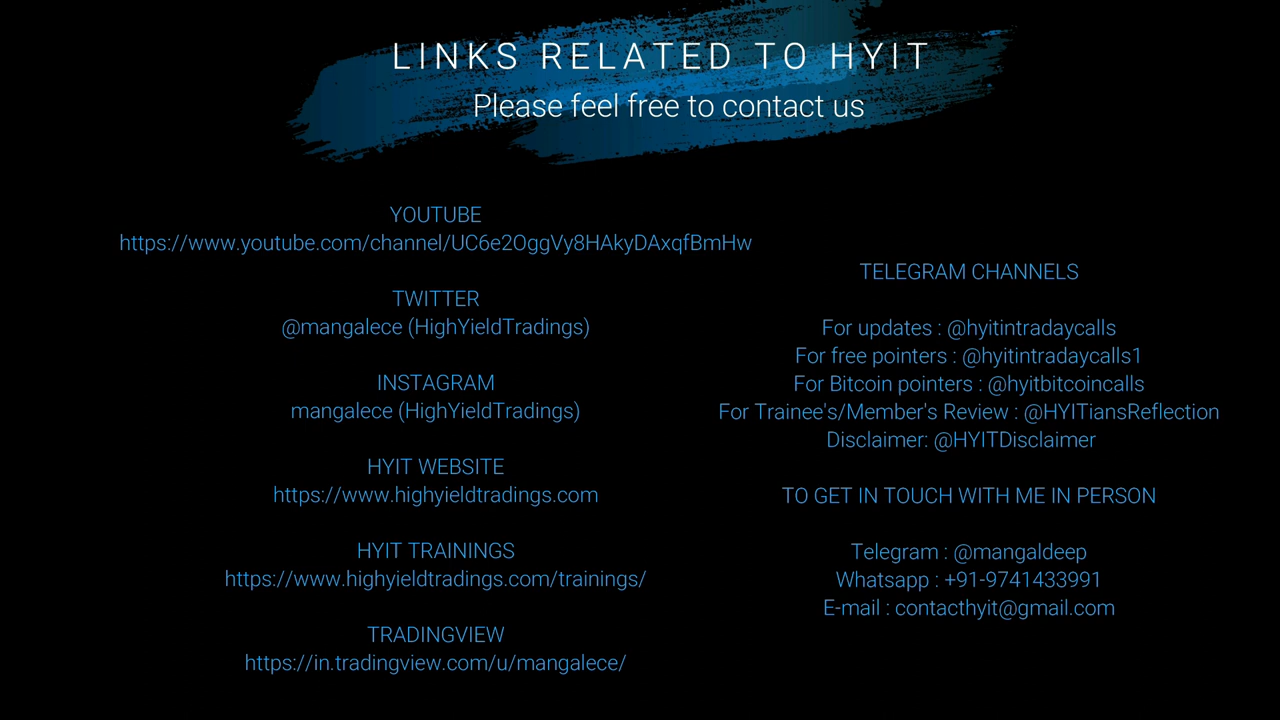 LINKS RELATED TO HYIT
Please feel free to contact us
YOUTUBE
https://www.youtube.com/channel/UC6e2OggVy8HAkyDAxqfBmHw
TWITTER
@mangalece (HighYieldTradings)
INSTAGRAM
mangalece (HighYieldTradings)
HYIT WEBSITE
https://www.highyieldtradings.com
HYIT TRAININGS
https://www.highyieldtradings.com/trainings/
TRADINGVIEW
https://in.tradingview.com/u/mangalece/
TELEGRAM CHANNELS
For updates : @hyitintradaycalls
For free pointers : @hyitintradaycalls1
For Bitcoin pointers : @hyitbitcoincalls
For Trainee's/Member's Review : @HYITiansReflection
Disclaimer: @HYITDisclaimer
TO GET IN TOUCH WITH ME IN PERSON
Telegram : @mangaldeep
Whatsapp : +91-9741433991
E-mail : contacthyit@gmail.com